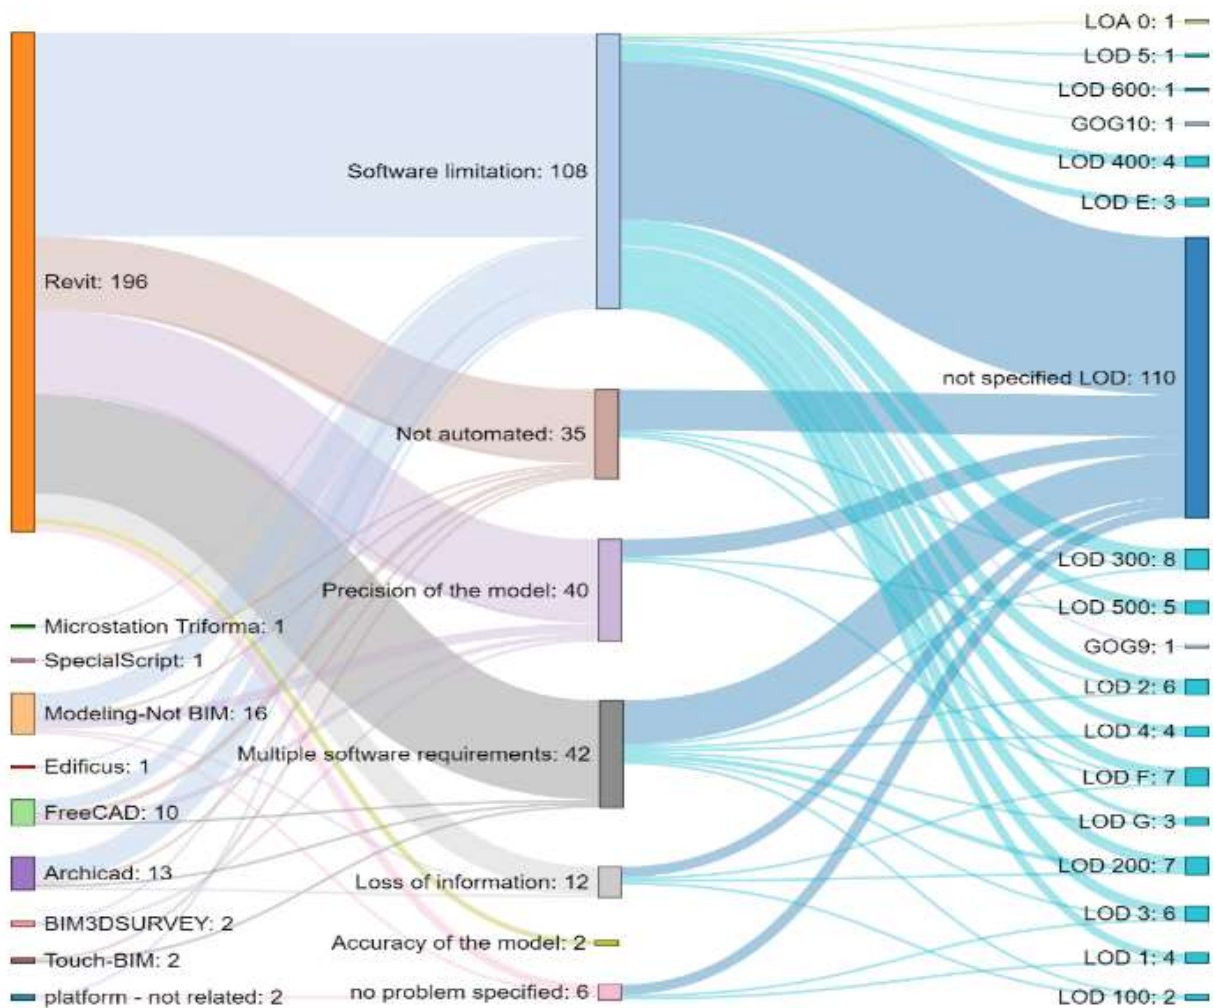 Revit: 196
Microstation Triforma: 1
SpecialScript: 1
Modeling-Not BIM: 16
Edificus: 1
FreeCAD: 10
Archicad: 13
BIM3DSURVEY: 2
Touch-BIM: 2
platform - not related: 2
Software limitation: 108
Not automated: 35
Precision of the model: 40
Multiple software requirements: 42
Loss of information: 12
Accuracy of the model: 2
no problem specified: 6
LOA 0: 1
LOD 5: 1
LOD 600: 1
GOG10: 1
LOD 400: 4
LOD E: 3
not specified LOD: 110
LOD 300: 8
LOD 500: 5
GOG9: 1
LOD 2: 6
LOD 4: 4
LOD F: 7
LOD G: 3
LOD 200: 7
LOD 3: 6
LOD 1: 4
LOD 100: 2